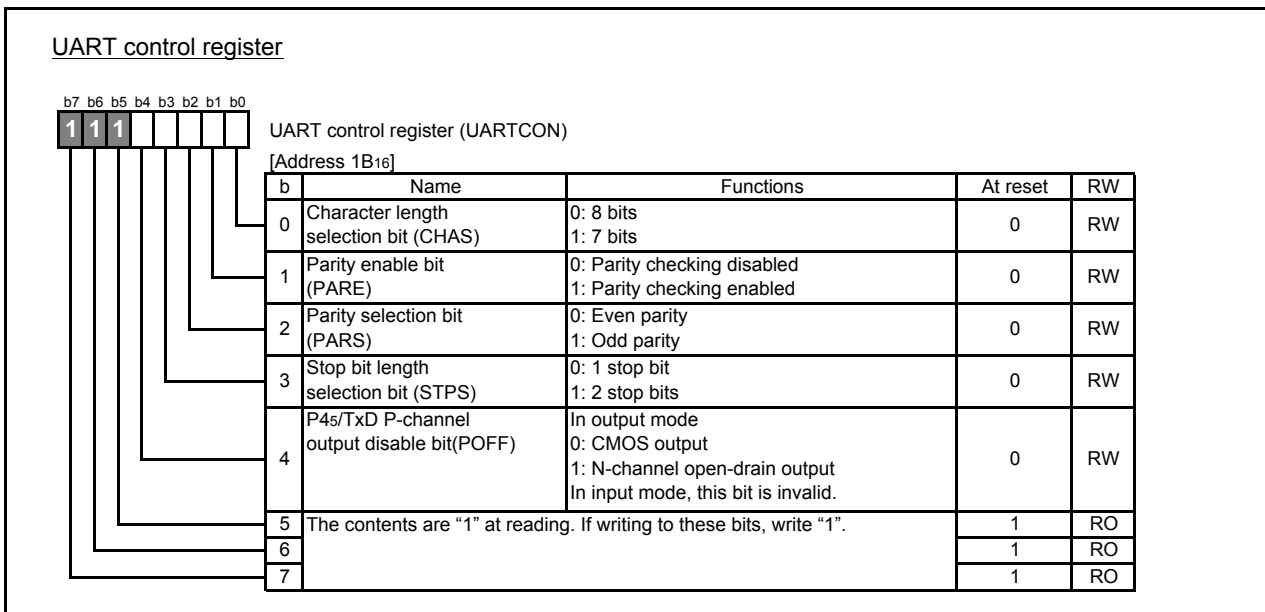 UART control register
b7 b6 b5 b4 b3 b2 b1 b0
1 1 1
UART control register (UARTCON)
[Address 1B16]
b Name Functions At reset RW
0 Character length selection bit (CHAS) 0: 8 bits 1: 7 bits 0 RW
1 Parity enable bit (PARE) 0: Parity checking disabled 1: Parity checking enabled 0 RW
2 Parity selection bit (PARS) 0: Even parity 1: Odd parity 0 RW
3 Stop bit length selection bit (STPS) 0: 1 stop bit 1: 2 stop bits 0 RW
4 P45/TxD P-channel output disable bit(POFF) In output mode 0: CMOS output 1: N-channel open-drain output In input mode, this bit is invalid. 0 RW
5 The contents are “1” at reading. If writing to these bits, write “1”. 1 RO
6 1 RO
7 1 RO